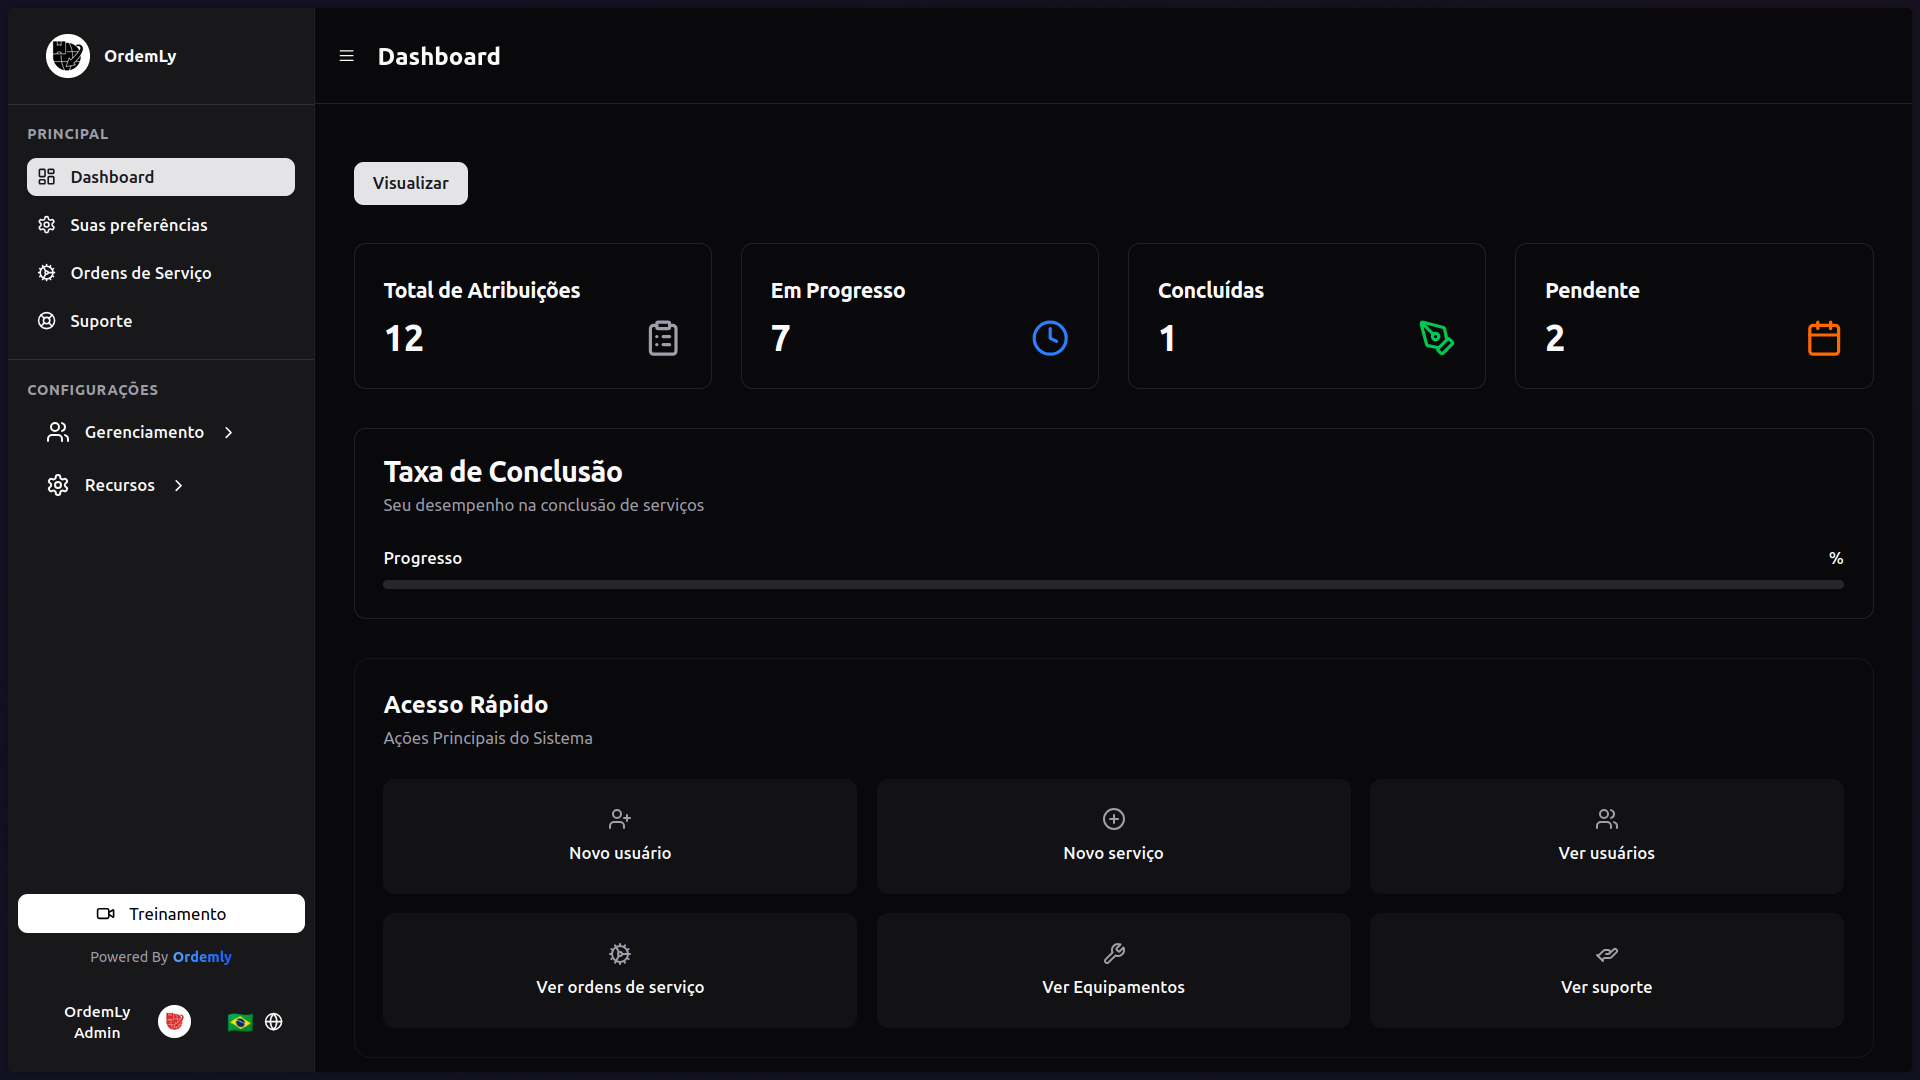 OrdemLy
PRINCIPAL
Dashboard
Suas preferências
Ordens de Serviço
Suporte
CONFIGURAÇÕES
Gerenciamento
Recursos
Treinamento
Powered By Ordemly
OrdemLy
Admin
Dashboard
Visualizar
Total de Atribuições
12
Em Progresso
7
Concluídas
1
Pendente
2
Taxa de Conclusão
Seu desempenho na conclusão de serviços
Progresso %
Acesso Rápido
Ações Principais do Sistema
Novo usuário
Novo serviço
Ver usuários
Ver ordens de serviço
Ver Equipamentos
Ver suporte